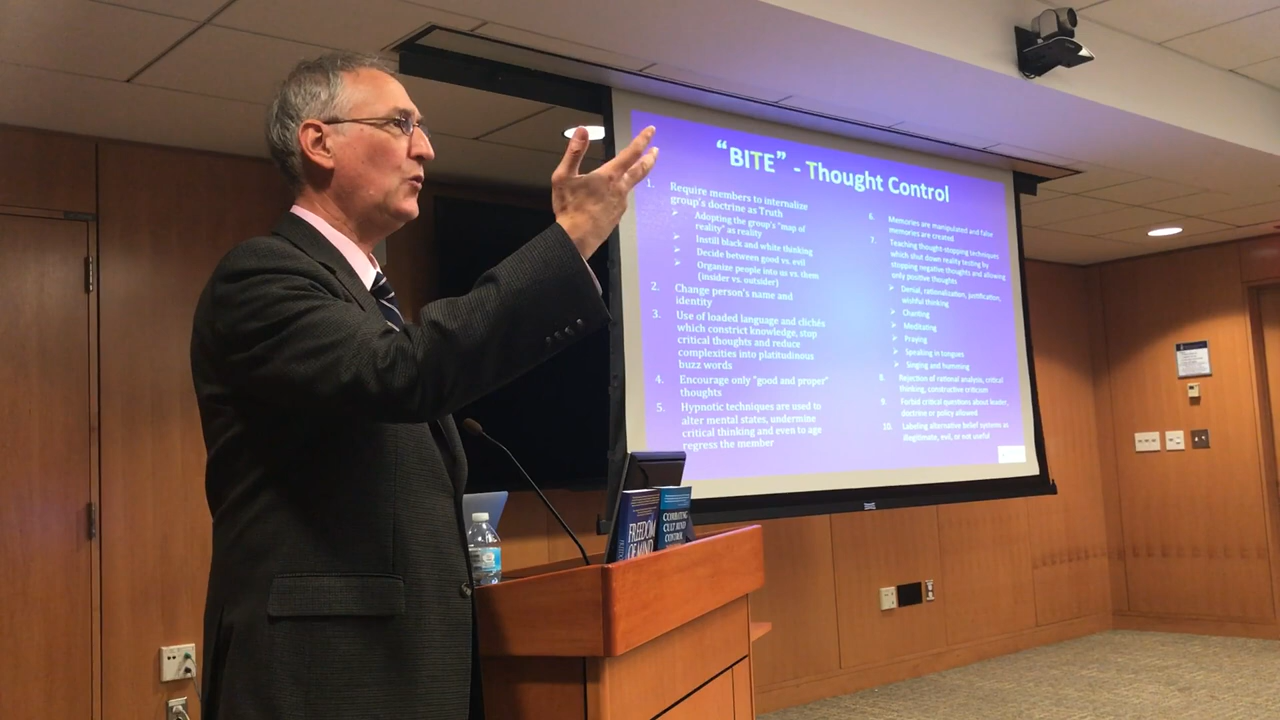 “BITE” - Thought Control
1. Require members to internalize
group's doctrine as Truth
Adopting the group's "map of
reality" as reality
Instill black and white thinking
Decide between good vs. evil
Organize people into us vs. them
(insider vs. outsider)
2. Change person's name and
identity
3. Use of loaded language and clichés
which constrict knowledge, stop
critical thoughts and reduce
complexities into platitudinous
buzz words
4. Encourage only "good and proper"
thoughts
5. Hypnotic techniques are used to
alter mental states, undermine
critical thinking and even to age
regress the member
6. Memories are manipulated and false
memories are created
7. Teaching thought-stopping techniques
which shut down reality testing by
stopping negative thoughts and allowing
only positive thoughts
Denial, rationalization, justification,
wishful thinking
Chanting
Meditating
Praying
Speaking in tongues
Singing and humming
8. Rejection of rational analysis, critical
thinking, constructive criticism
9. Forbid critical questions about leader,
doctrine or policy allowed
10. Labeling alternative belief systems as
illegitimate, evil, or not useful
FREEDOM
OF MIND
COMBATING
CULT MIND
CONTROL